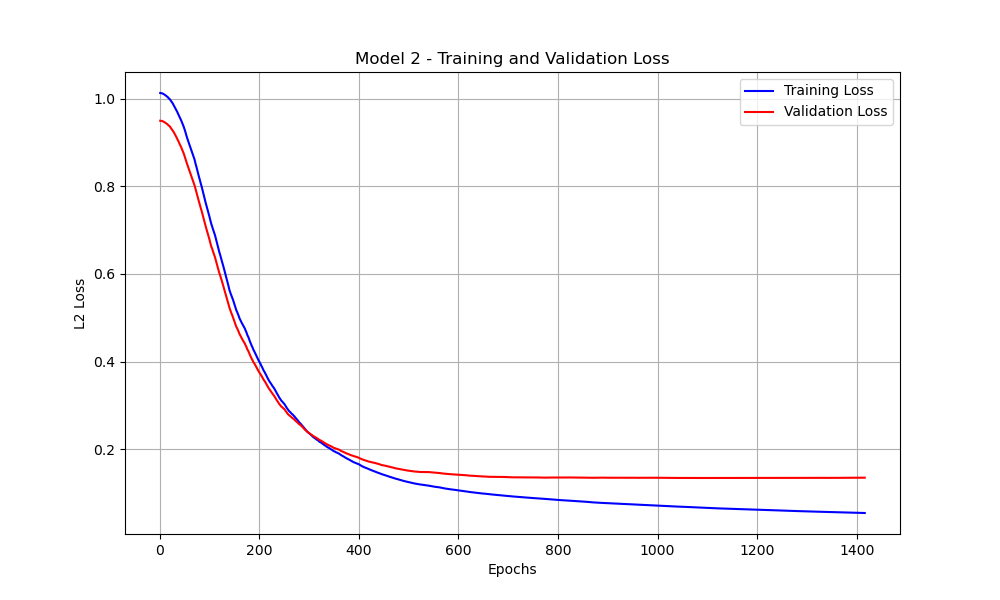 Model 2 - Training and Validation Loss
Training Loss
Validation Loss
1.0
0.8
0.6
0.4
0.2
L2 Loss
0 200 400 600 800 1000 1200 1400
Epochs